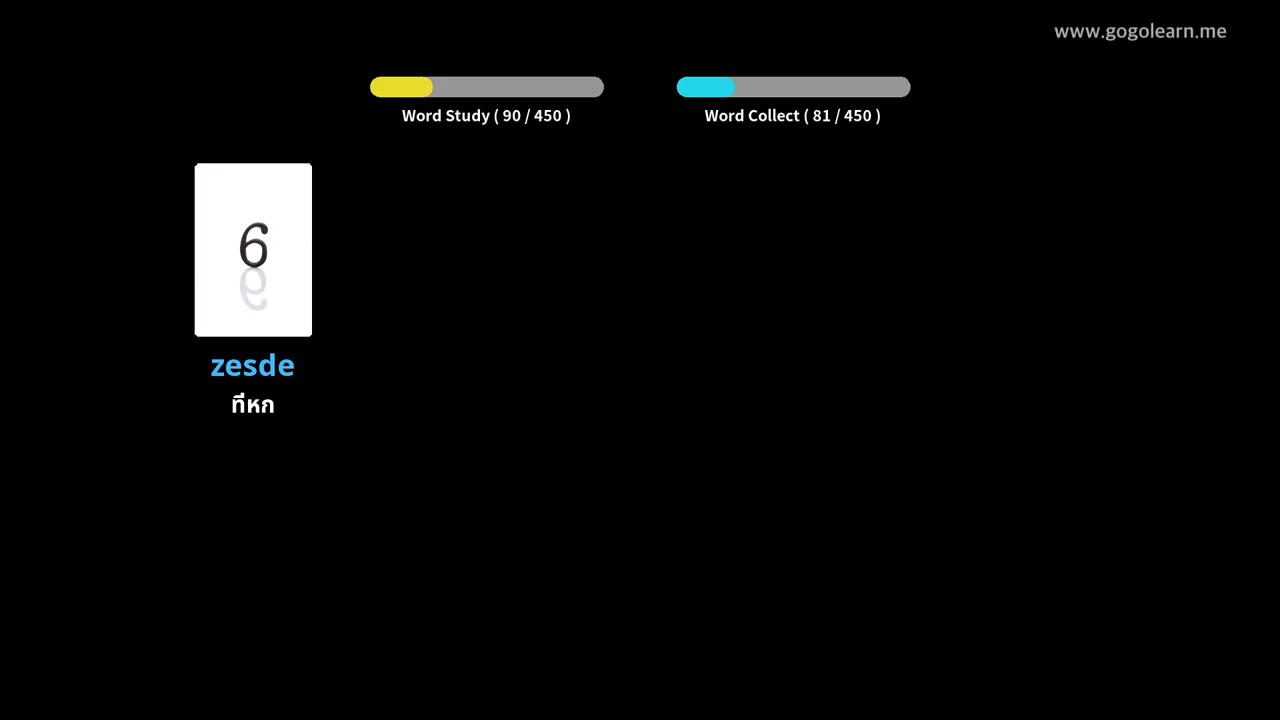 www.gogolearn.me
Word Study ( 90 / 450 )
Word Collect ( 81 / 450 )
6
zesde
ที่หก